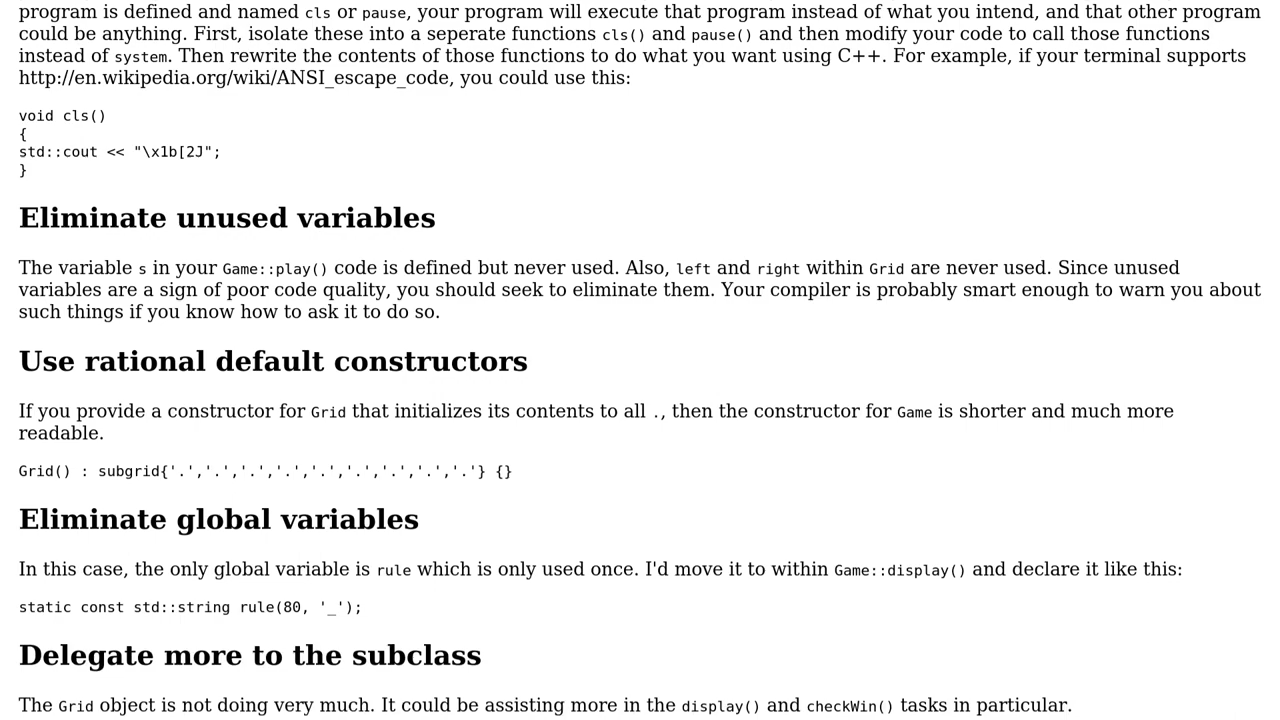 program is defined and named cls or pause, your program will execute that program instead of what you intend, and that other program
could be anything. First, isolate these into a seperate functions cls() and pause() and then modify your code to call those functions
instead of system. Then rewrite the contents of those functions to do what you want using C++. For example, if your terminal supports
http://en.wikipedia.org/wiki/ANSI_escape_code, you could use this:
void cls()
{
std::cout << "\x1b[2J";
}
Eliminate unused variables
The variable s in your Game::play() code is defined but never used. Also, left and right within Grid are never used. Since unused
variables are a sign of poor code quality, you should seek to eliminate them. Your compiler is probably smart enough to warn you about
such things if you know how to ask it to do so.
Use rational default constructors
If you provide a constructor for Grid that initializes its contents to all ., then the constructor for Game is shorter and much more
readable.
Grid() : subgrid{'.','.','.','.','.','.','.','.','.'} {}
Eliminate global variables
In this case, the only global variable is rule which is only used once. I'd move it to within Game::display() and declare it like this:
static const std::string rule(80, '_');
Delegate more to the subclass
The Grid object is not doing very much. It could be assisting more in the display() and checkWin() tasks in particular.